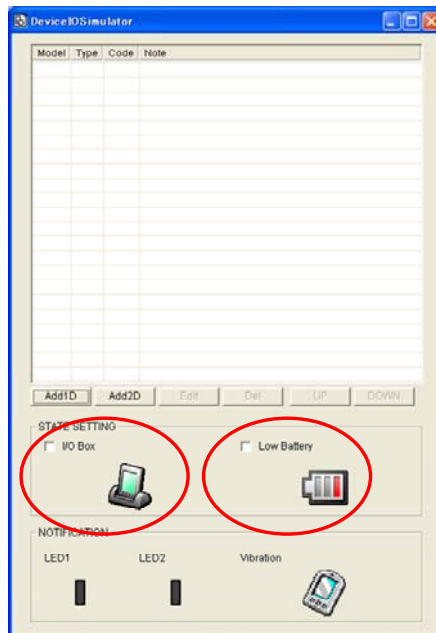 DeviceIOSimulator
Model Type Code Note
Add1D Add2D Edit Del UP DOWN
STATE SETTING
I/O Box Low Battery
NOTIFICATION
LED1 LED2 Vibration